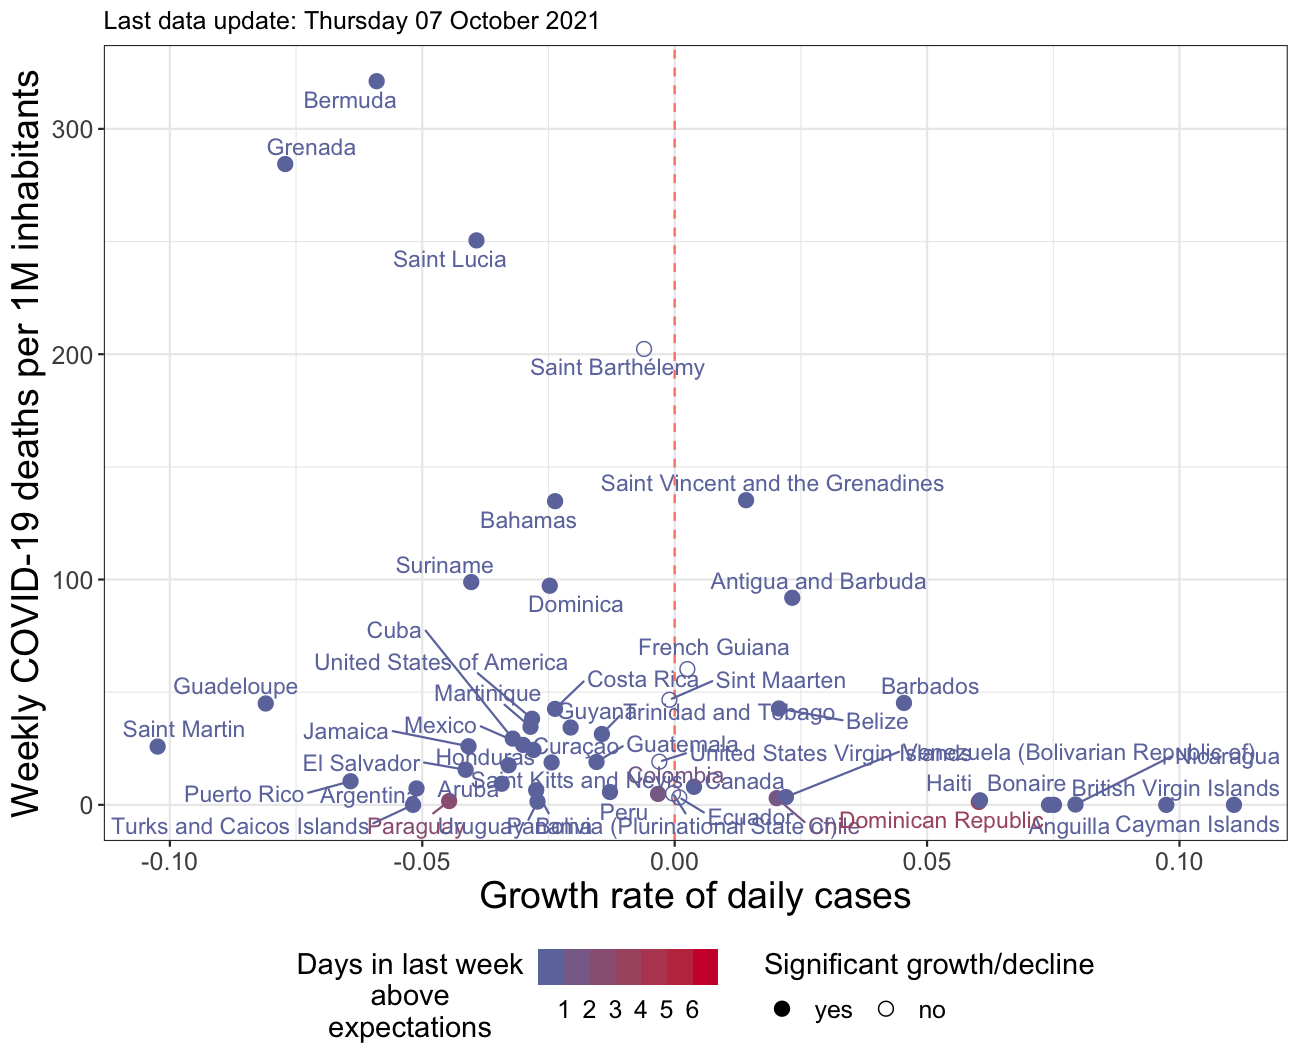 Last data update: Thursday 07 October 2021
Weekly COVID-19 deaths per 1M inhabitants
300
200
100
0
Bermuda
Grenada
Saint Lucia
Saint Barthélemy
Saint Vincent and the Grenadines
Bahamas
Suriname
Antigua and Barbuda
Dominica
Cuba
French Guiana
United States of America
Costa Rica
Sint Maarten
Guadeloupe
Martinique
Barbados
Guyana
Trinidad and Tobago
Belize
Saint Martin
Jamaica
Mexico
Curaçao
Guatemala
United States Virgin Islands
Venezuela (Bolivarian Republic of)
Nicaragua
El Salvador
Honduras
Saint Kitts and Nevis
Colombia
Canada
Haiti
Bonaire
British Virgin Islands
Puerto Rico
Argentina
Aruba
Peru
Ecuador
Dominican Republic
Turks and Caicos Islands
Paraguay
Uruguay
Panama
Bolivia (Plurinational State of)
Chile
Anguilla
Cayman Islands
-0.10
-0.05
0.00
0.05
0.10
Growth rate of daily cases
Days in last week
above
expectations
1 2 3 4 5 6
Significant growth/decline
yes
no